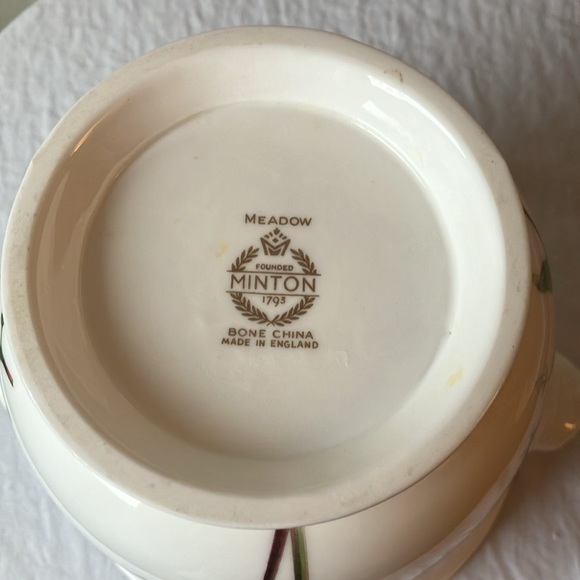 MEADOW
FOUNDED
MINTON
1793
BONE CHINA
MADE IN ENGLAND